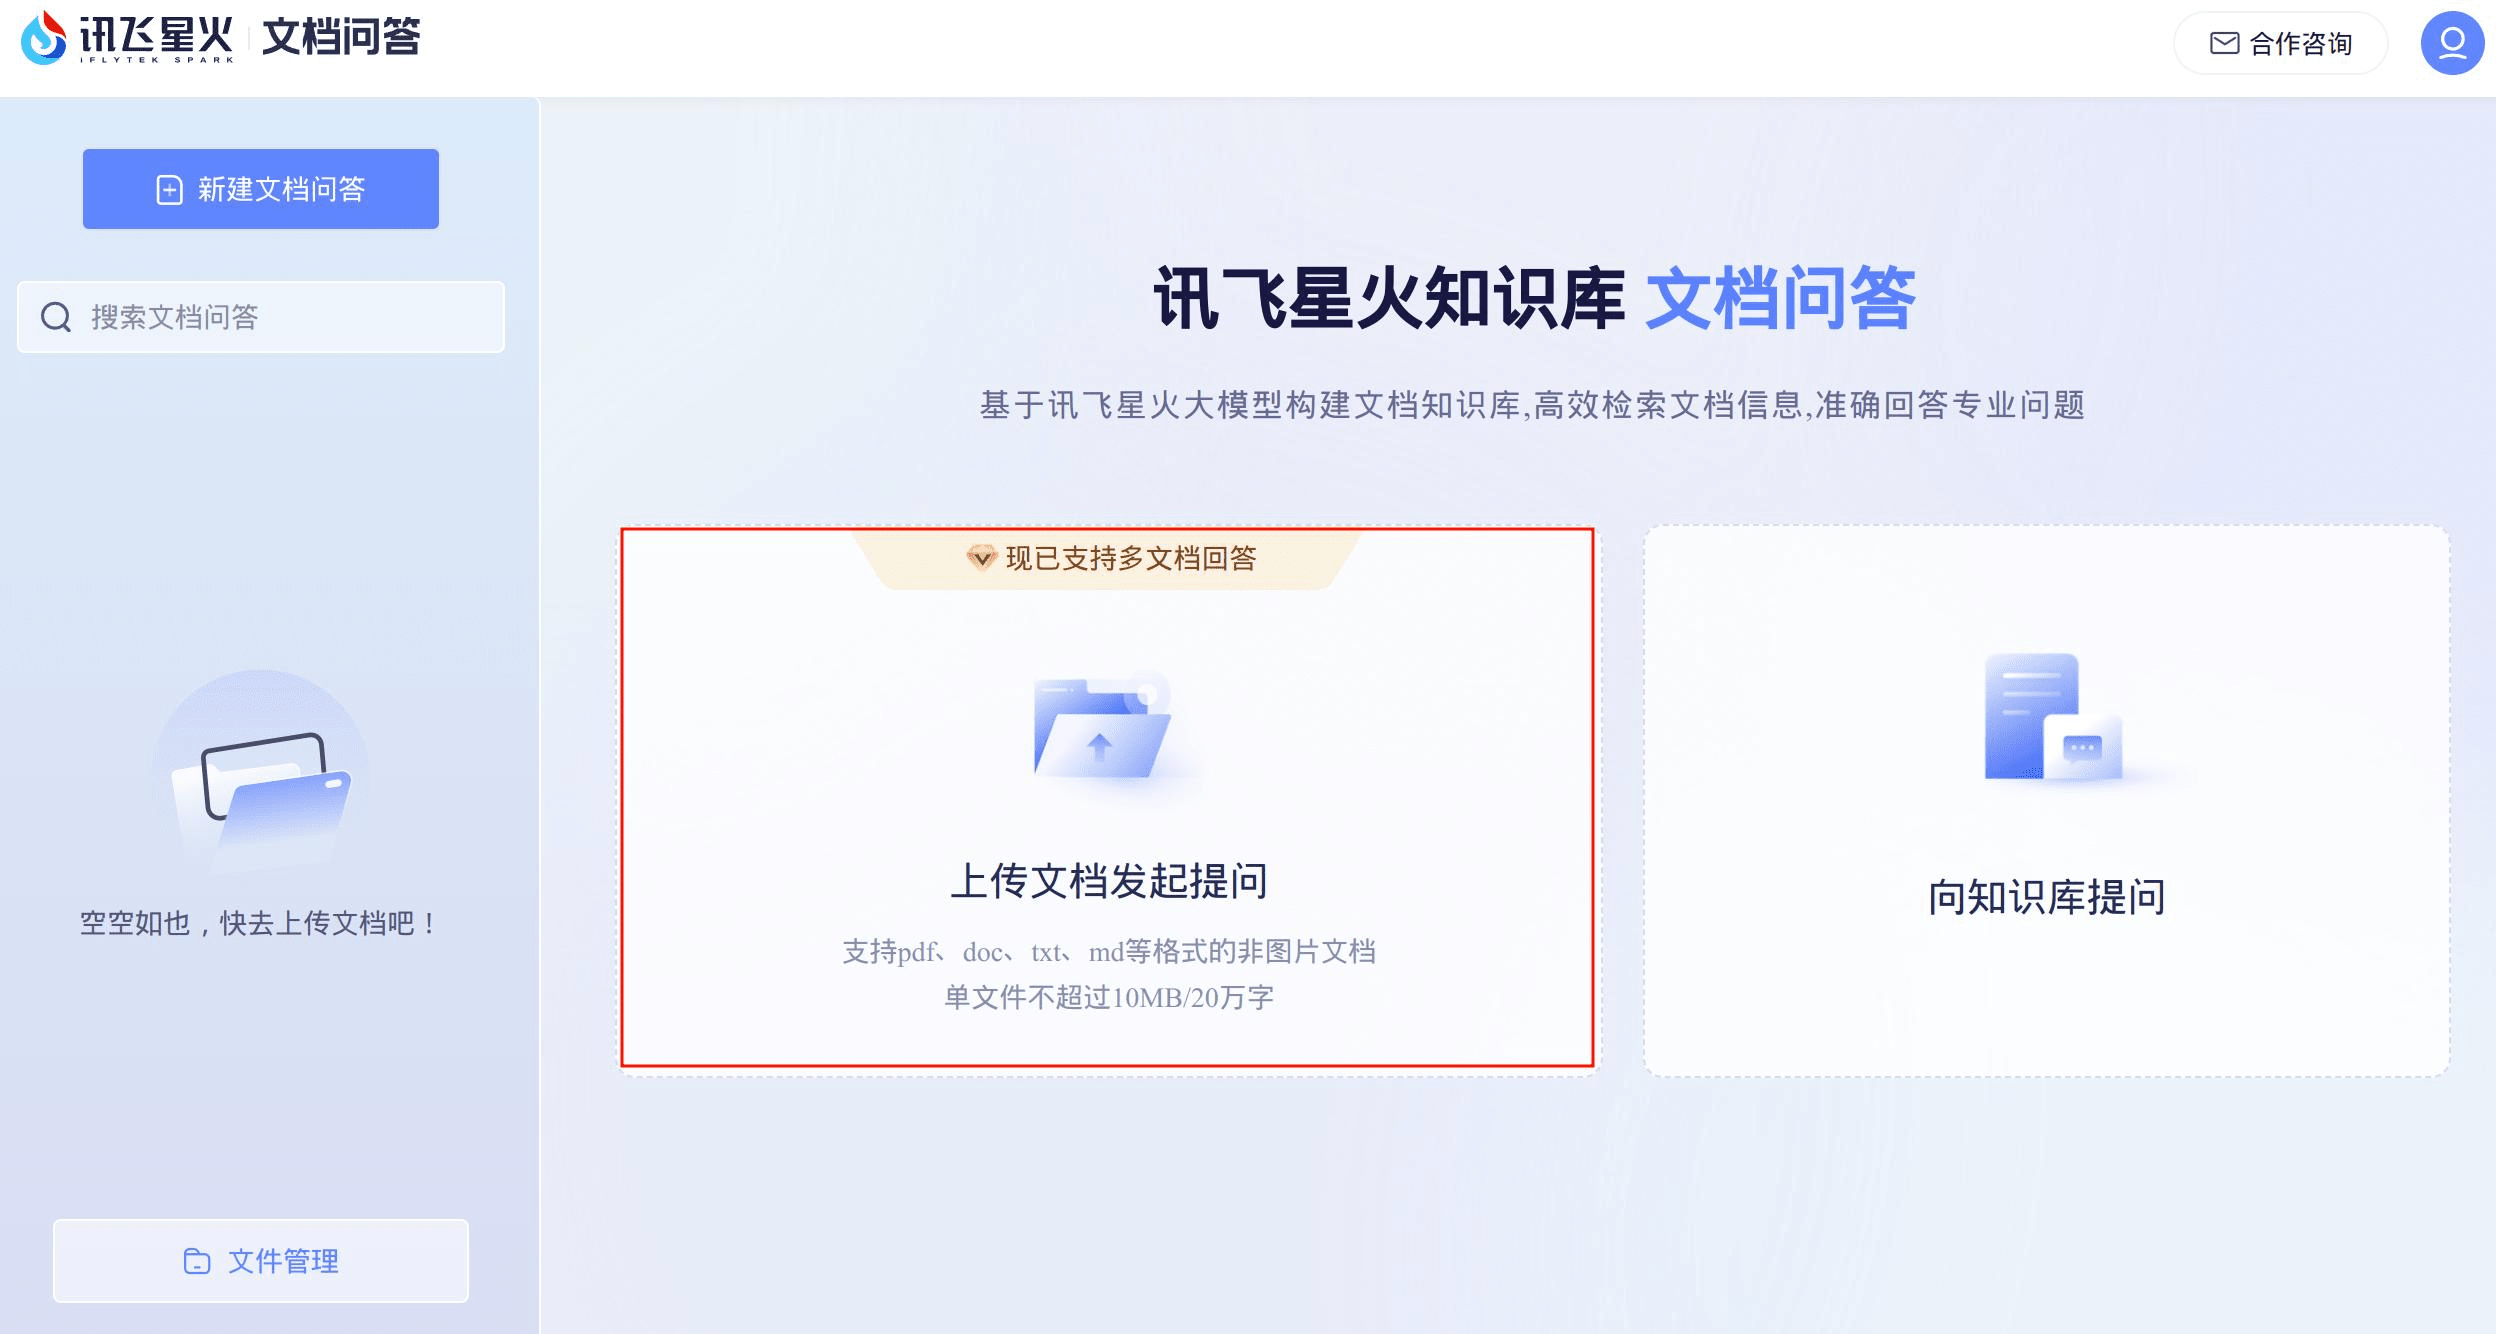 讯飞星火
iFLYTEK SPARK
文档问答
合作咨询
新建文档问答
搜索文档问答
空空如也，快去上传文档吧！
文件管理
讯飞星火知识库 文档问答
基于讯飞星火大模型构建文档知识库,高效检索文档信息,准确回答专业问题
现已支持多文档回答
上传文档发起提问
支持pdf、doc、txt、md等格式的非图片文档
单文件不超过10MB/20万字
向知识库提问